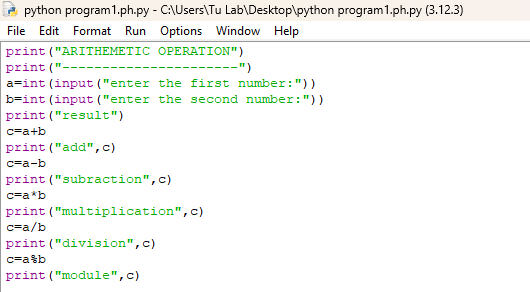 python program1.ph.py - C:\Users\Tu Lab\Desktop\python program1.ph.py (3.12.3)
File Edit Format Run Options Window Help
print("ARITHEMETIC OPERATION")
print("----------------------")
a=int(input("enter the first number:"))
b=int(input("enter the second number:"))
print("result")
c=a+b
print("add",c)
c=a-b
print("subraction",c)
c=a*b
print("multiplication",c)
c=a/b
print("division",c)
c=a%b
print("module",c)